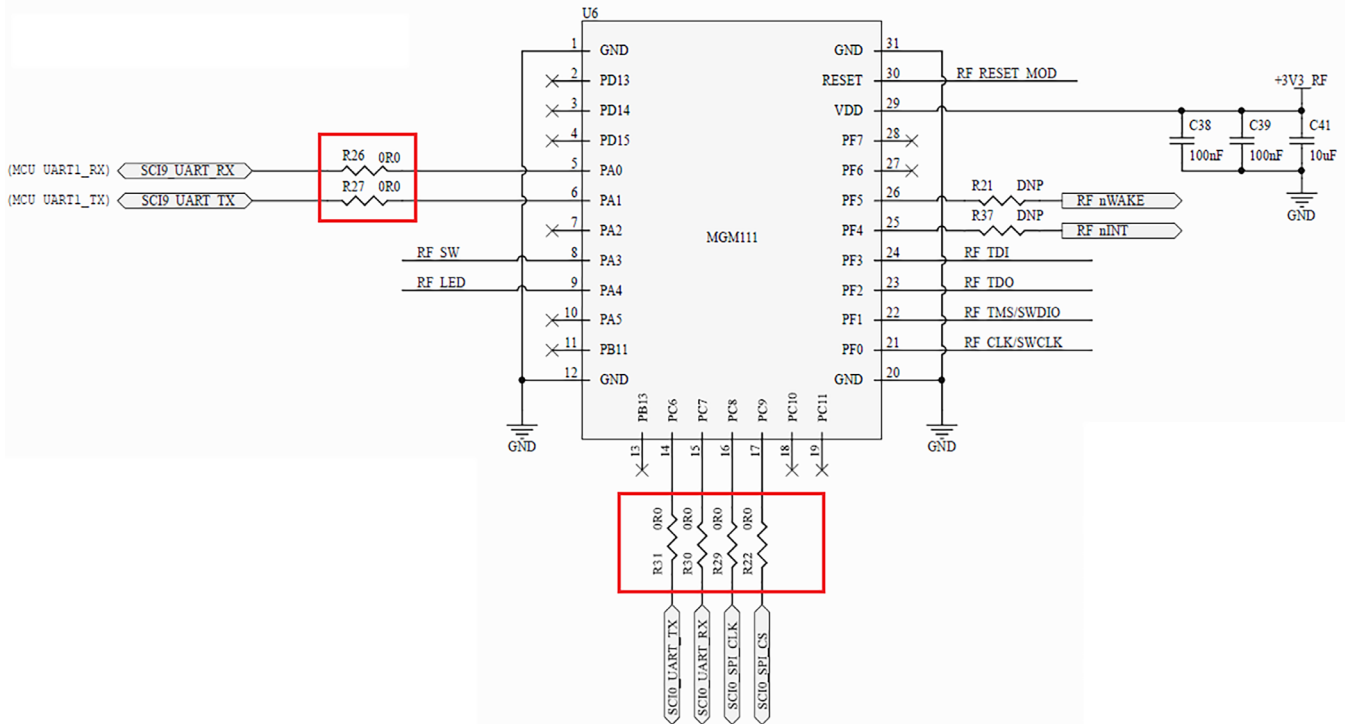 U6
1 GND
2 PD13
3 PD14
4 PD15
(MCU UART1_RX) SCI9_UART_RX R26 0R0 5 PA0
(MCU UART1_TX) SCI9_UART_TX R27 0R0 6 PA1
7 PA2
RF_SW 8 PA3
RF_LED 9 PA4
10 PA5
11 PB11
12 GND
GND
MGM111
GND 31
RESET 30 RF_RESET_MOD
VDD 29
PF7 28
PF6 27
PF5 26 R21 DNP RF_nWAKE
PF4 25 R37 DNP RF_nINT
PF3 24 RF_TDI
PF2 23 RF_TDO
PF1 22 RF_TMS/SWDIO
PF0 21 RF_CLK/SWCLK
GND 20
GND
+3V3_RF
C38 C39 C41
100nF 100nF 10uF
GND
PB13 PC6 PC7 PC8 PC9 PC10 PC11
13 14 15 16 17 18 19
0R0 0R0 0R0 0R0
R31 R30 R29 R22
SCI0_UART_TX
SCI0_UART_RX
SCI0_SPI_CLK
SCI0_SPI_CS